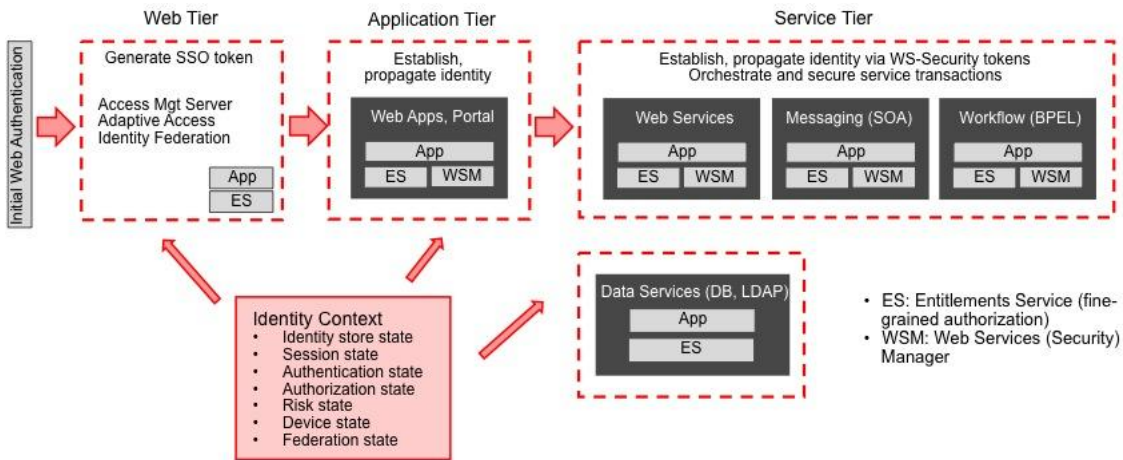 Web Tier
Application Tier
Service Tier
Initial Web Authentication
Generate SSO token
Access Mgt Server
Adaptive Access
Identity Federation
App
ES
Establish,
propagate identity
Web Apps, Portal
App
ES
WSM
Establish, propagate identity via WS-Security tokens
Orchestrate and secure service transactions
Web Services
App
ES
WSM
Messaging (SOA)
App
ES
WSM
Workflow (BPEL)
App
ES
WSM
Identity Context
• Identity store state
• Session state
• Authentication state
• Authorization state
• Risk state
• Device state
• Federation state
Data Services (DB, LDAP)
App
ES
• ES: Entitlements Service (fine-
grained authorization)
• WSM: Web Services (Security)
Manager